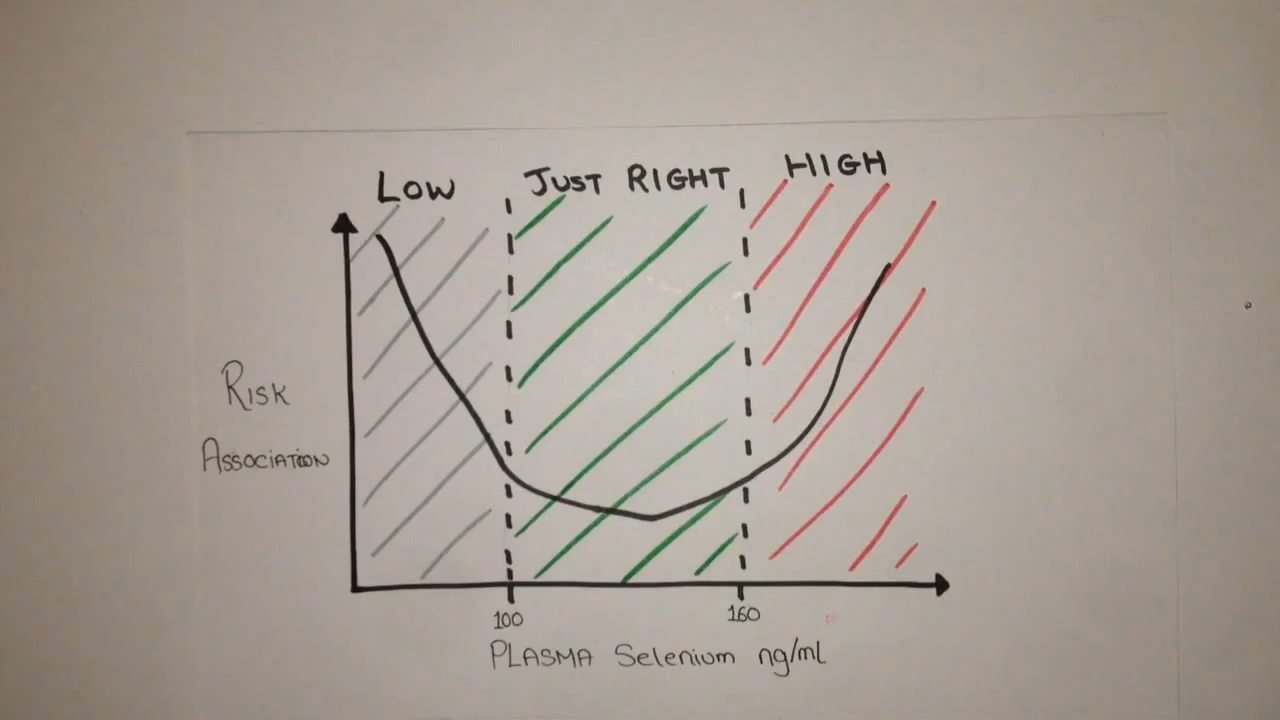 LOW
JUST RIGHT
HIGH
RISK
ASSOCIATION
100
160
PLASMA Selenium ng/ml